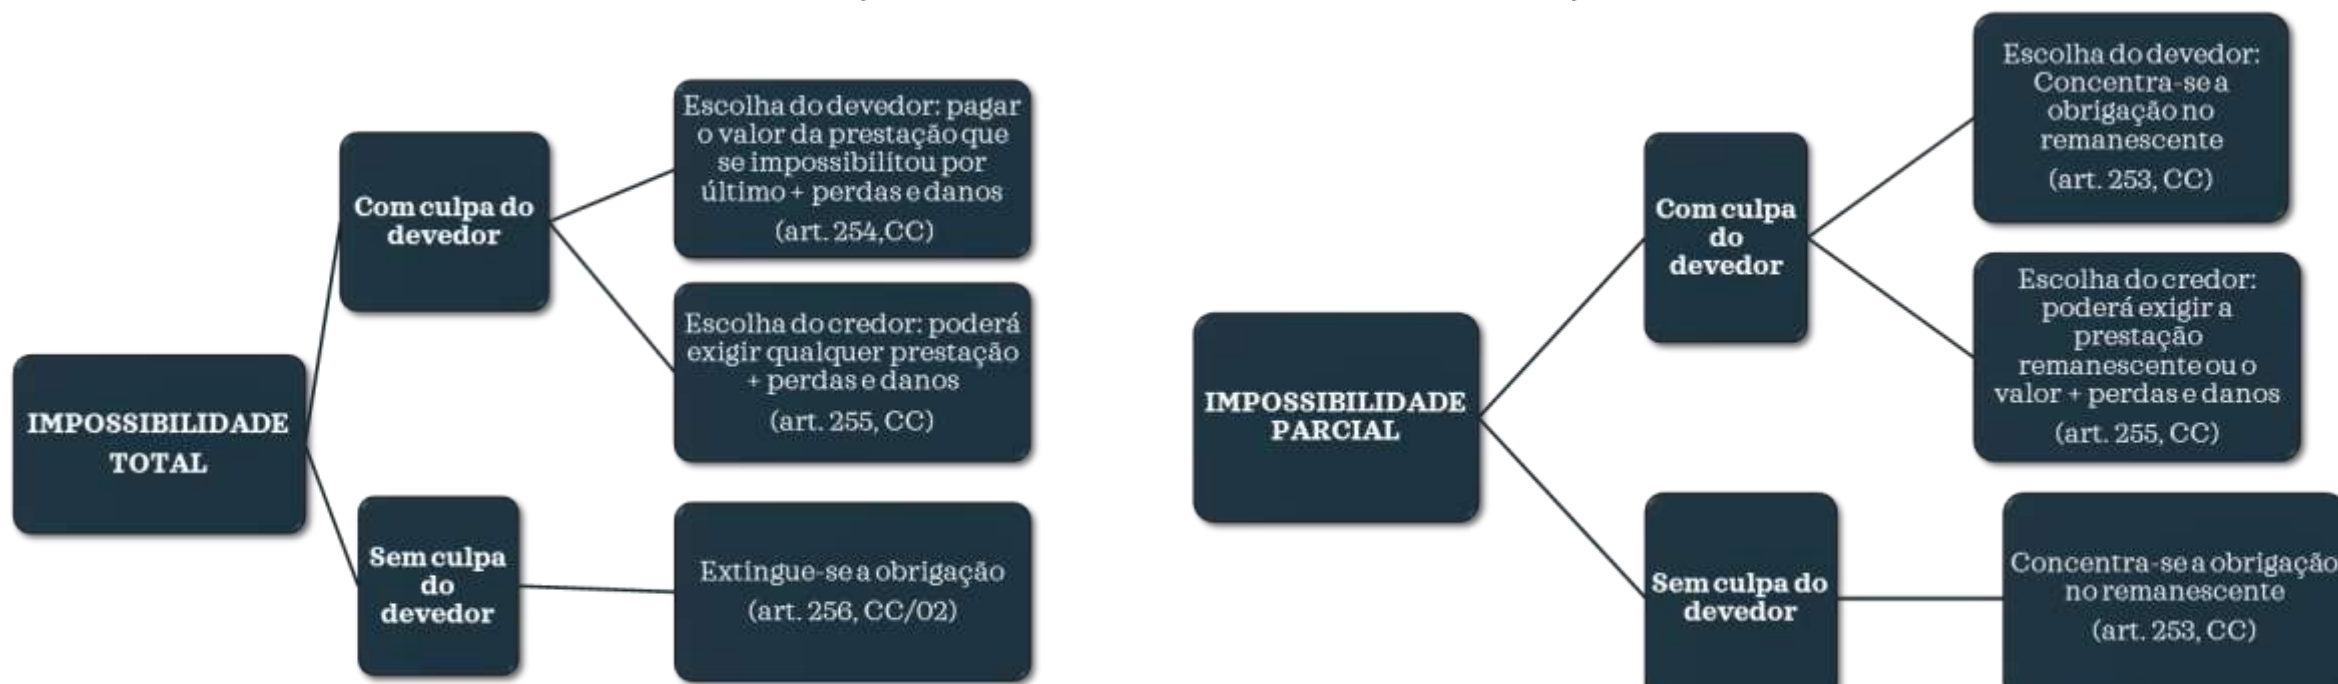 IMPOSSIBILIDADE
TOTAL
Com culpa do
devedor
Escolha do devedor: pagar
o valor da prestação que
se impossibilitou por
último + perdas e danos
(art. 254,CC)
Escolha do credor: poderá
exigir qualquer prestação
+ perdas e danos
(art. 255, CC)
Sem culpa
do
devedor
Extingue-se a obrigação
(art. 256, CC/02)
IMPOSSIBILIDADE
PARCIAL
Com culpa
do
devedor
Escolha do devedor:
Concentra-se a
obrigação no
remanescente
(art. 253, CC)
Escolha do credor:
poderá exigir a
prestação
remanescente ou o
valor + perdas e danos
(art. 255, CC)
Sem culpa do
devedor
Concentra-se a obrigação
no remanescente
(art. 253, CC)